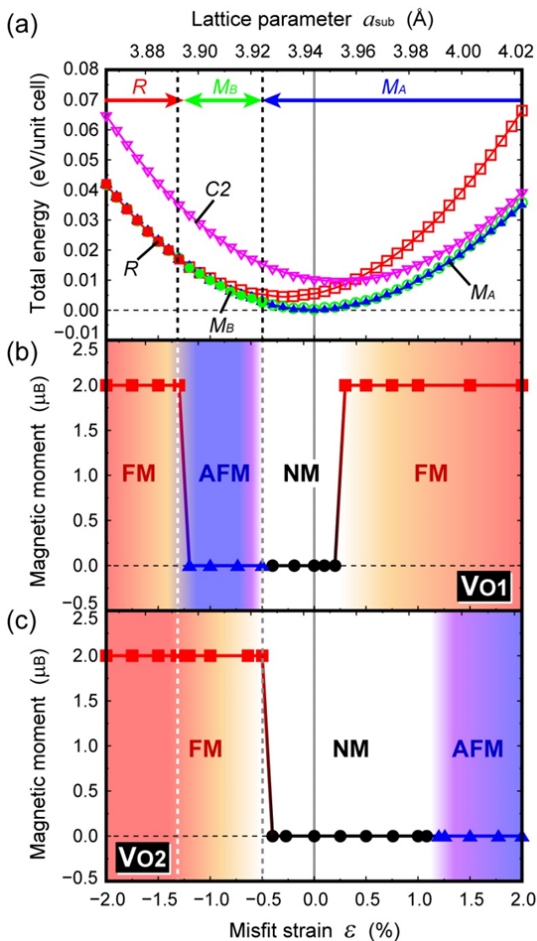 (a)
Lattice parameter asub (Å)
3.88 3.90 3.92 3.94 3.96 3.98 4.00 4.02
Total energy (eV/unit cell)
0.08
0.07
0.06
0.05
0.04
0.03
0.02
0.01
0.00
−0.01
R MB MA
C2
R
MB
MA
(b)
Magnetic moment (μB)
2.5
2.0
1.5
1.0
0.5
0.0
−0.5
FM AFM NM FM
VO1
(c)
Magnetic moment (μB)
2.5
2.0
1.5
1.0
0.5
0.0
−0.5
FM NM AFM
VO2
−2.0 −1.5 −1.0 −0.5 0.0 0.5 1.0 1.5 2.0
Misfit strain ε (%)